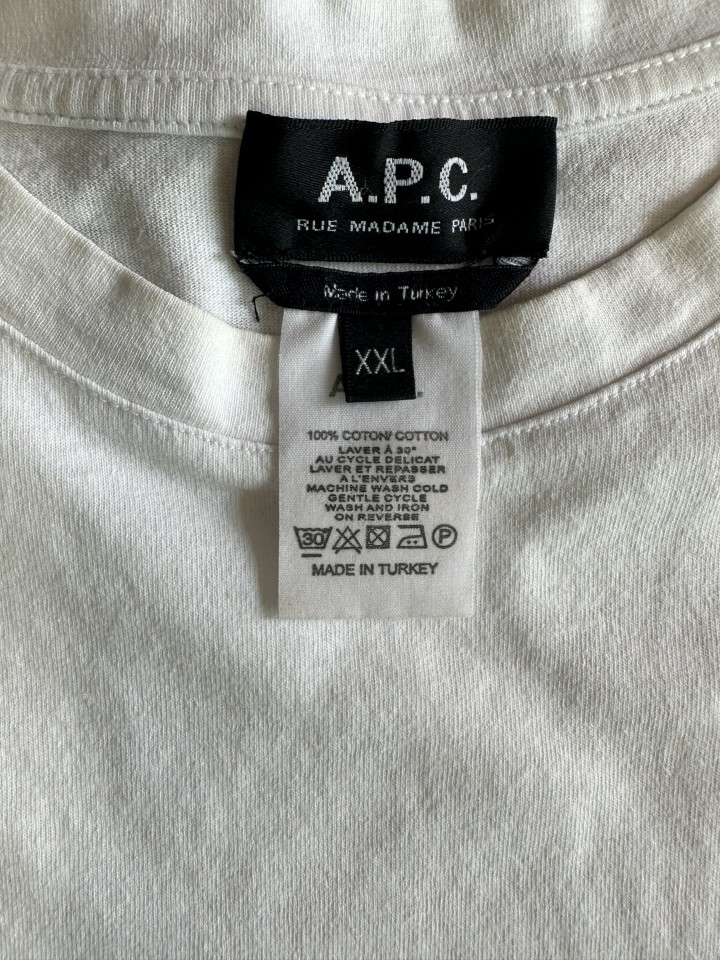 A.P.C.
RUE MADAME PARIS
Made in Turkey
XXL
100% COTON/ COTTON
LAVER À 30°
AU CYCLE DELICAT
LAVER ET REPASSER
A L'ENVERS
MACHINE WASH COLD
GENTLE CYCLE
WASH AND IRON
ON REVERSE
30 P
MADE IN TURKEY